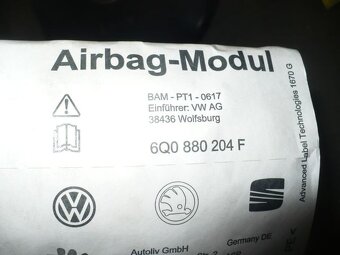 Airbag-Modul
BAM - PT1 - 0617
Einführer: VW AG
38436 Wolfsburg
6Q0 880 204 F
Advanced Label Technologies 1670 G
Autoliv GmbH
Germany DE